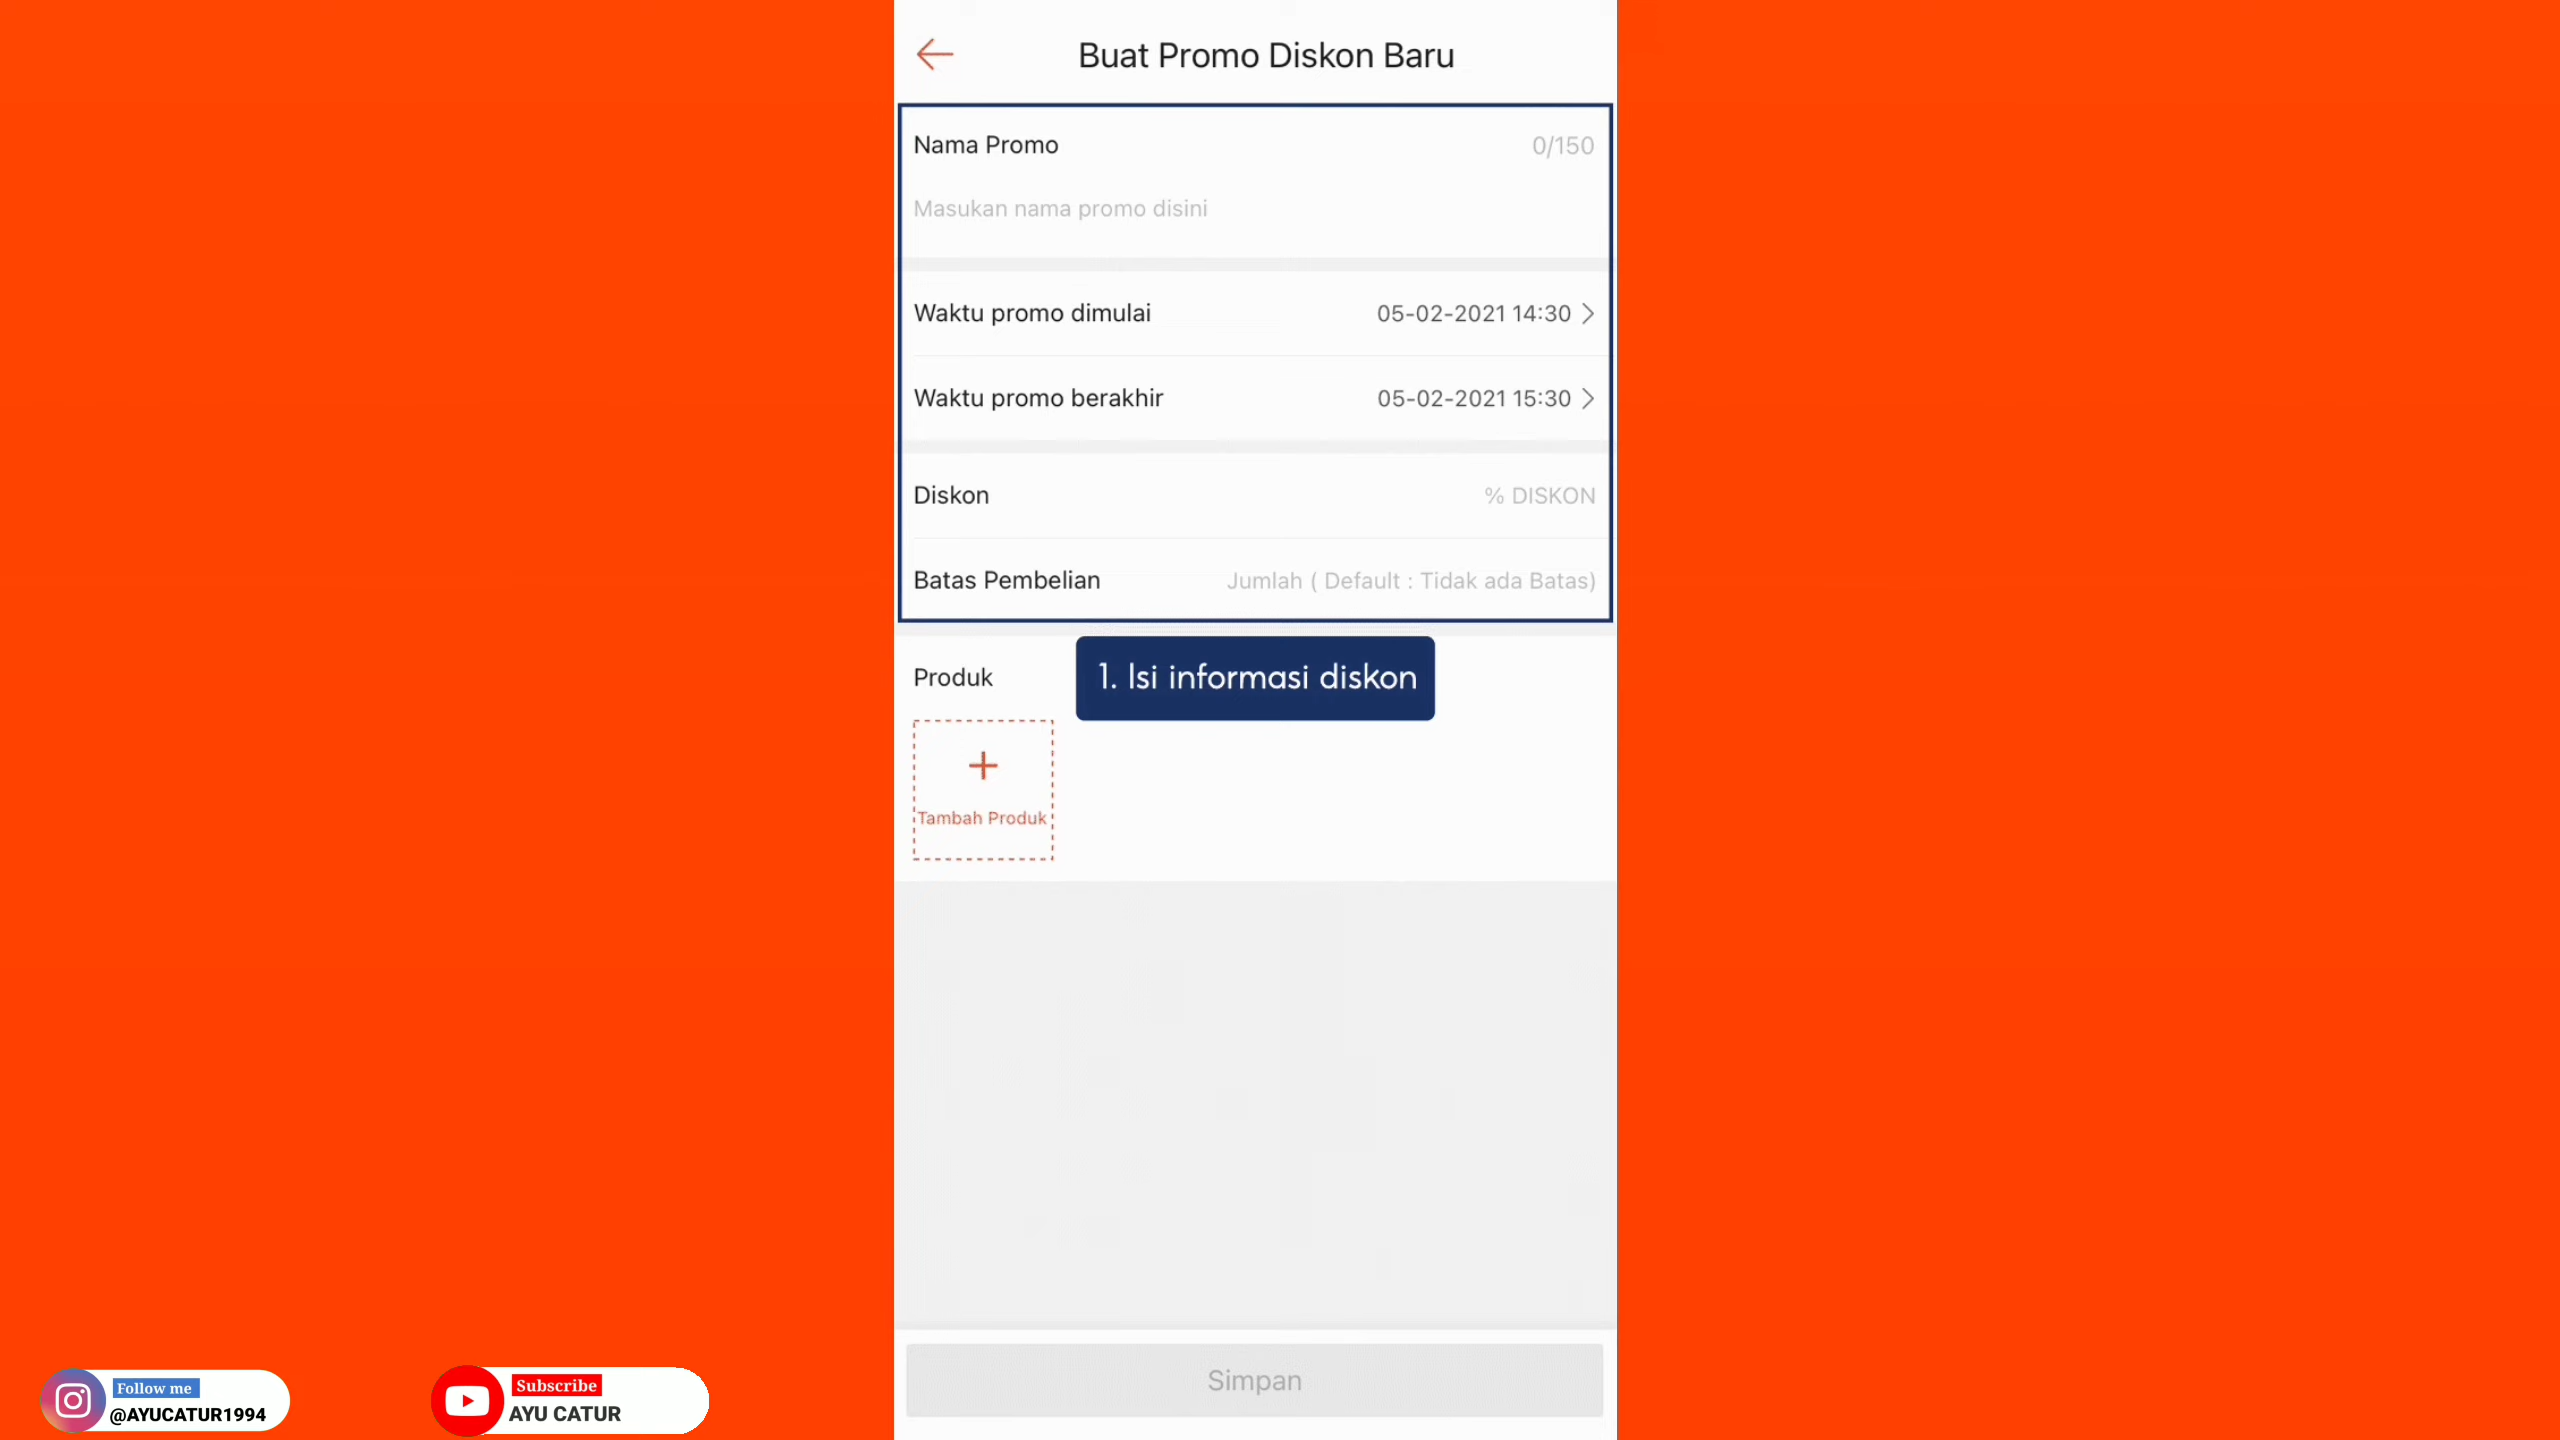 Buat Promo Diskon Baru
Nama Promo 0/150
Masukan nama promo disini
Waktu promo dimulai 05-02-2021 14:30
Waktu promo berakhir 05-02-2021 15:30
Diskon % DISKON
Batas Pembelian Jumlah ( Default : Tidak ada Batas)
Produk
1. Isi informasi diskon
+
Tambah Produk
Simpan
Follow me
@AYUCATUR1994
Subscribe
AYU CATUR